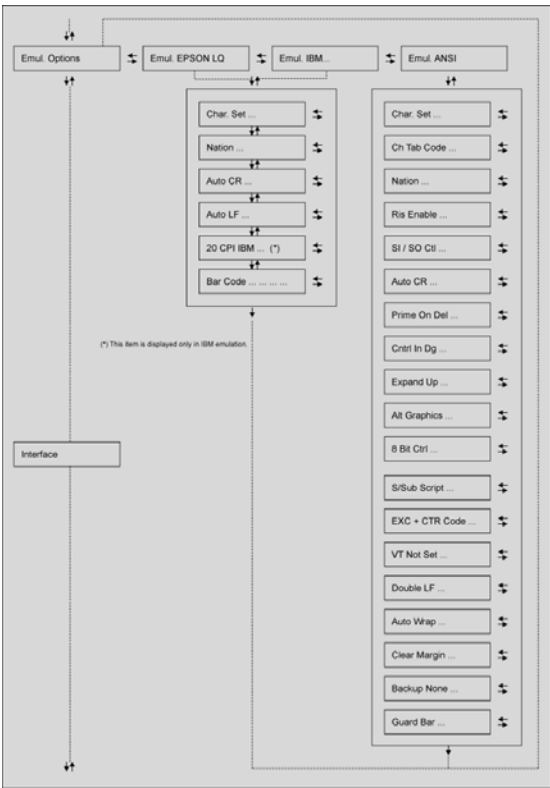 Emul. Options
Emul. EPSON LQ
Emul. IBM...
Emul. ANSI
Char. Set ...
Nation ...
Auto CR ...
Auto LF ...
20 CPI IBM ... (*)
Bar Code ... ... ... ...
(*) This item is displayed only in IBM emulation.
Interface
Char. Set ...
Ch Tab Code ...
Nation ...
Ris Enable ...
SI / SO Ctl ...
Auto CR ...
Prime On Del ...
Cntrl In Dg ...
Expand Up ...
Alt Graphics ...
8 Bit Ctrl ...
S/Sub Script ...
EXC + CTR Code ...
VT Not Set ...
Double LF ...
Auto Wrap ...
Clear Margin ...
Backup None ...
Guard Bar ...